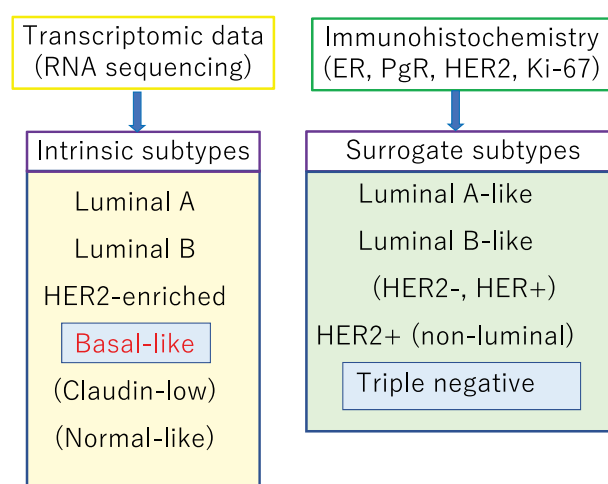 Transcriptomic data
(RNA sequencing)
Intrinsic subtypes
Luminal A
Luminal B
HER2-enriched
Basal-like
(Claudin-low)
(Normal-like)
Immunohistochemistry
(ER, PgR, HER2, Ki-67)
Surrogate subtypes
Luminal A-like
Luminal B-like
(HER2-, HER+)
HER2+ (non-luminal)
Triple negative